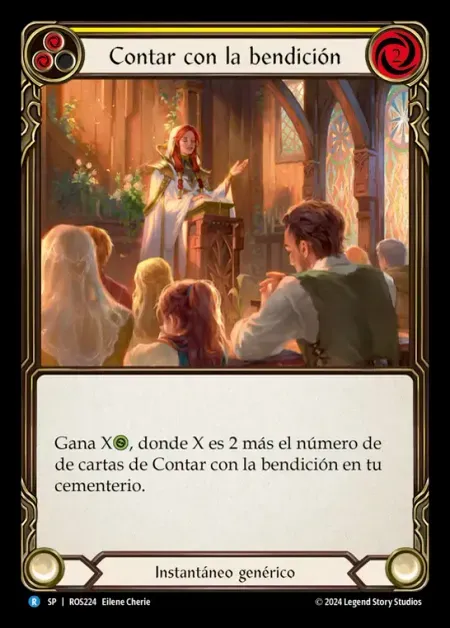 Contar con la bendición
2
Gana X, donde X es 2 más el número de
de cartas de Contar con la bendición en tu
cementerio.
Instantáneo genérico
R SP | ROS224 Eilene Cherie
© 2024 Legend Story Studios